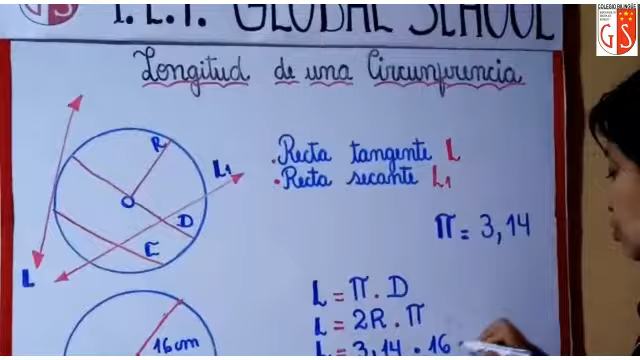 I.E.P. GLOBAL SCHOOL
COLEGIO BILINGÜE
GS
Longitud de una Circunferencia
R
L1
D
C
L
. Recta tangente L
. Recta secante L1
π = 3,14
L = π . D
L = 2R . π
L = 3,14 . 16
16 cm